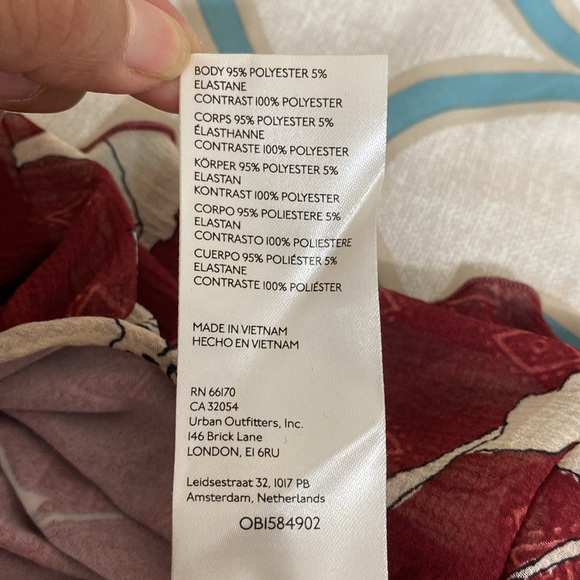 BODY 95% POLYESTER 5%
ELASTANE
CONTRAST 100% POLYESTER
CORPS 95% POLYESTER 5%
ÉLASTHANNE
CONTRASTE 100% POLYESTER
KÖRPER 95% POLYESTER 5%
ELASTAN
KONTRAST 100% POLYESTER
CORPO 95% POLIESTERE 5%
ELASTAN
CONTRASTO 100% POLIESTERE
CUERPO 95% POLIÉSTER 5%
ELASTANE
CONTRASTE 100% POLIÉSTER
MADE IN VIETNAM
HECHO EN VIETNAM
RN 66170
CA 32054
Urban Outfitters, Inc.
146 Brick Lane
LONDON, E1 6RU
Leidsestraat 32, 1017 PB
Amsterdam, Netherlands
OB1584902